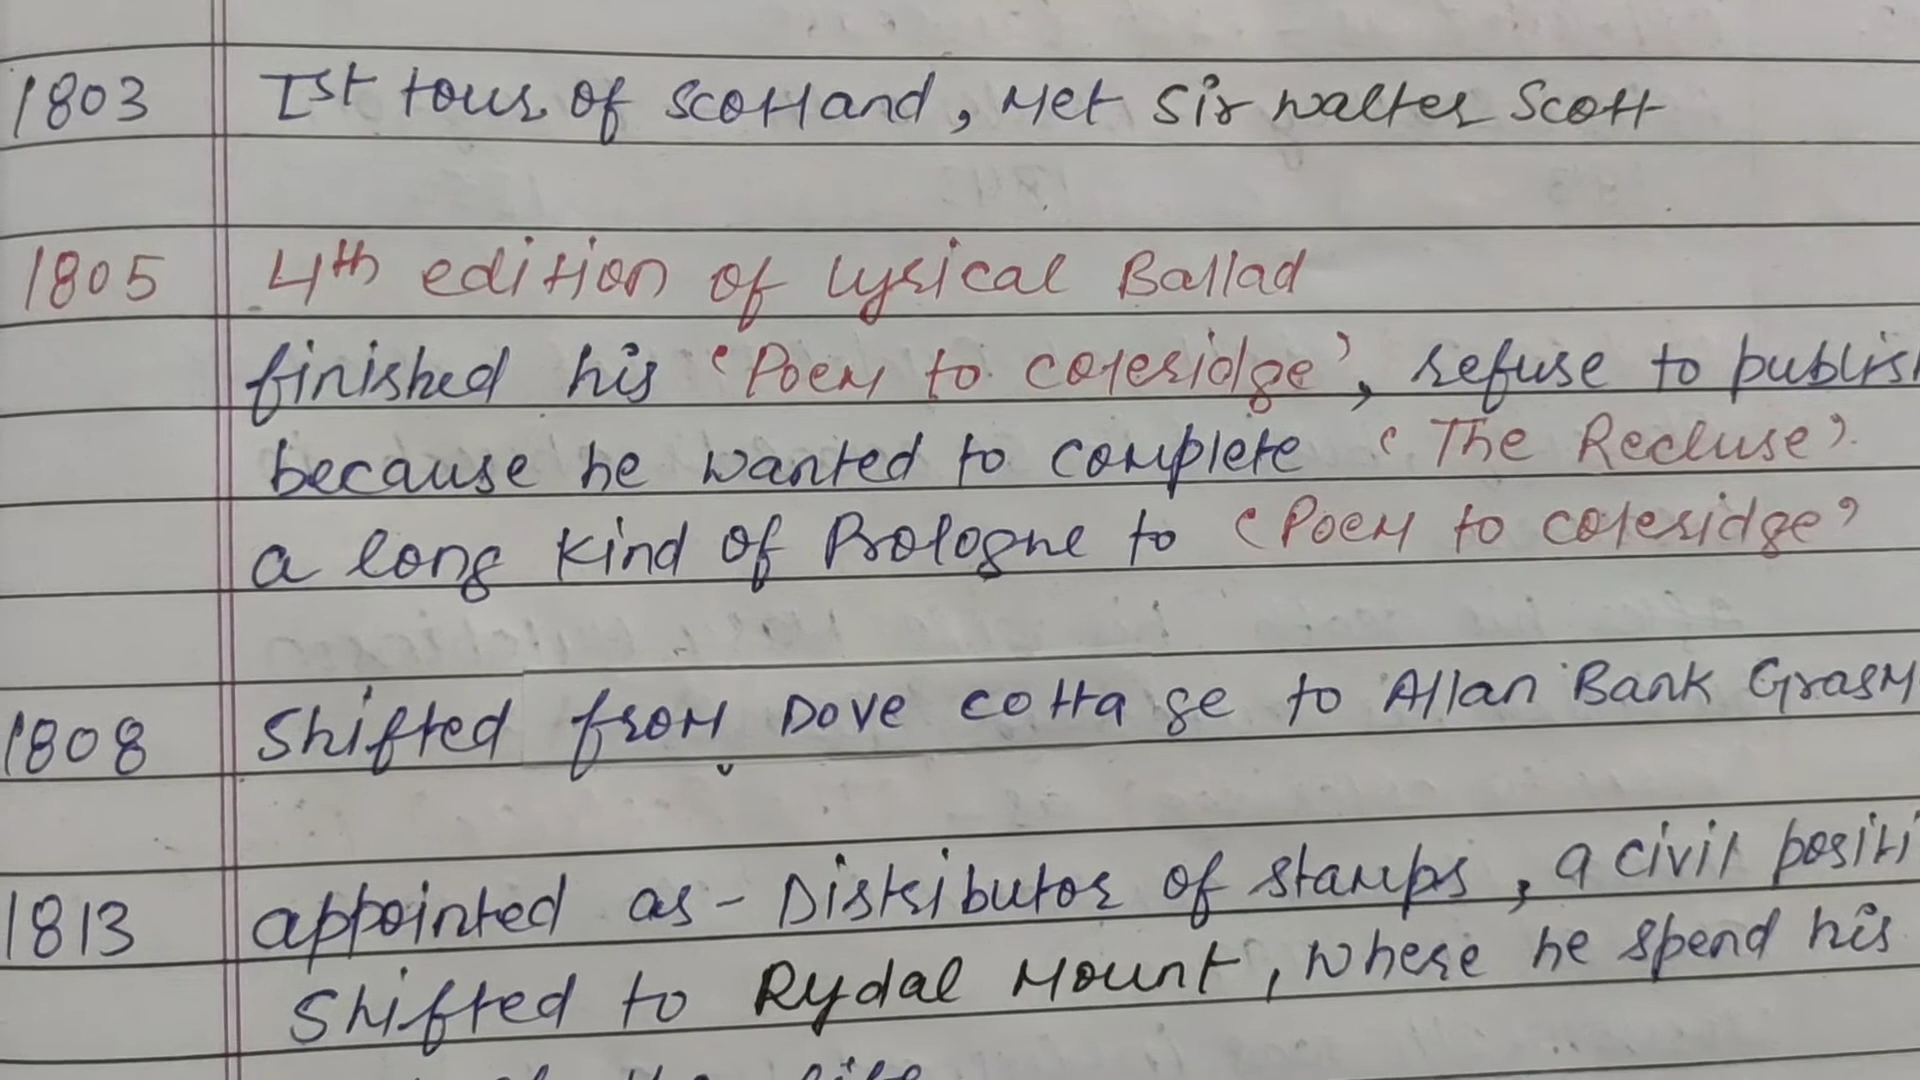 1803 Ist tour of Scotland, Met Sir Walter Scott
1805 4th edition of Lyrical Ballad
finished his 'Poem to Coleridge', refuse to publish
because he wanted to complete 'The Recluse'.
a long kind of Prologne to 'Poem to Coleridge'
1808 Shifted from Dove Cottage to Allan Bank Grasm
1813 appointed as - Distributor of stamps, a civil positi
Shifted to Rydal Mount, where he spend his
life